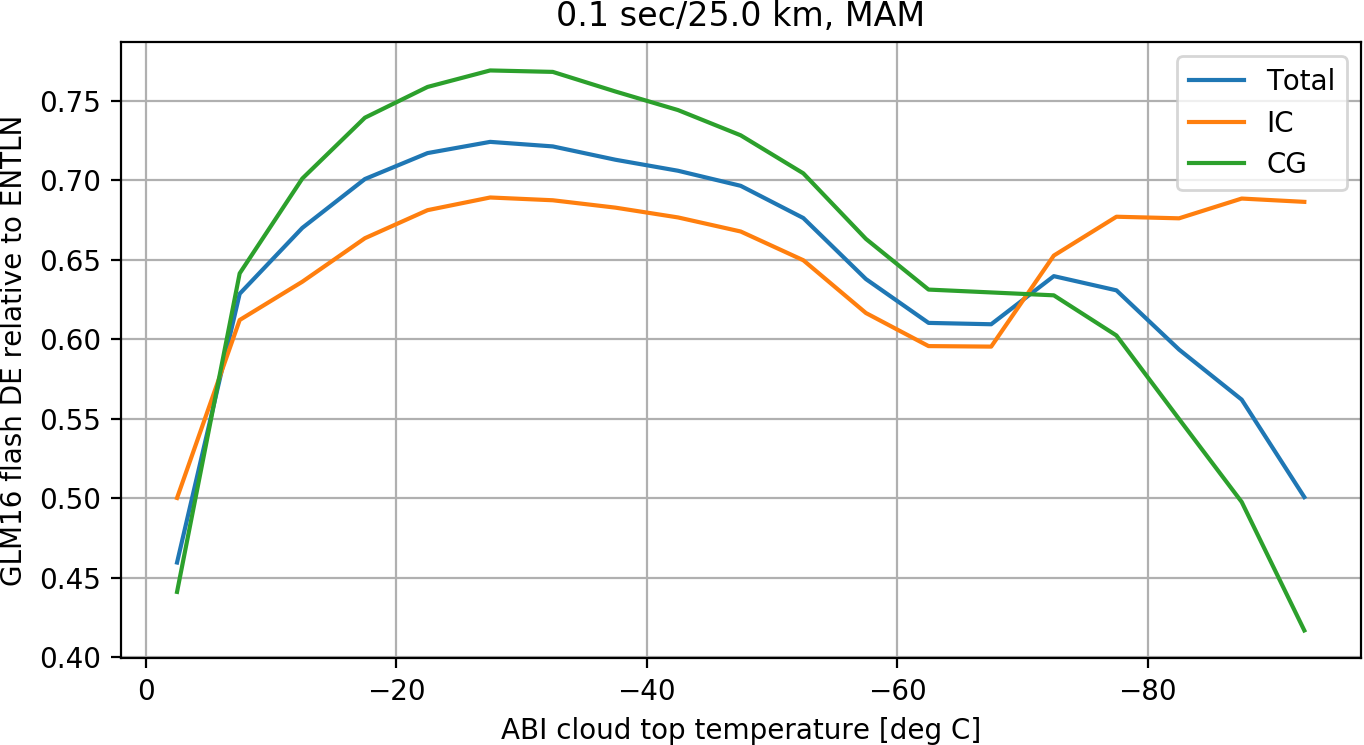 0.1 sec/25.0 km, MAM
Total
IC
CG
GLM16 flash DE relative to ENTLN
0.75
0.70
0.65
0.60
0.55
0.50
0.45
0.40
0 −20 −40 −60 −80
ABI cloud top temperature [deg C]